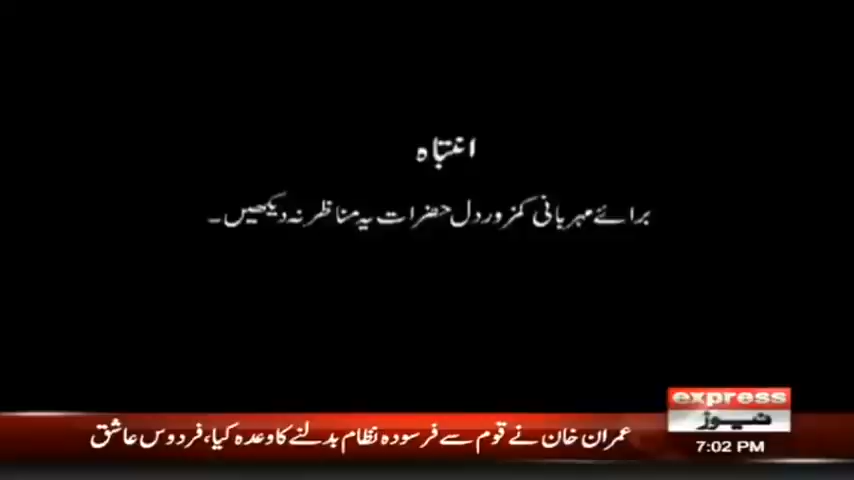 انتباہ
برائے مہربانی کمزور دل حضرات یہ مناظر نہ دیکھیں۔
express
نیوز
عمران خان نے قوم سے فرسودہ نظام بدلنے کا وعدہ کیا، فردوس عاشق
7:02 PM